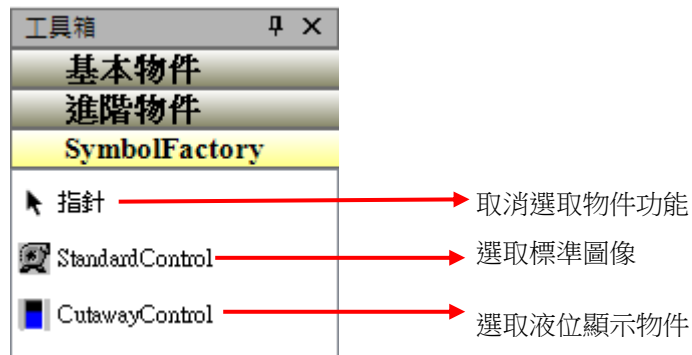 工具箱
基本物件
進階物件
SymbolFactory
指針
取消選取物件功能
StandardControl
選取標準圖像
CutawayControl
選取液位顯示物件